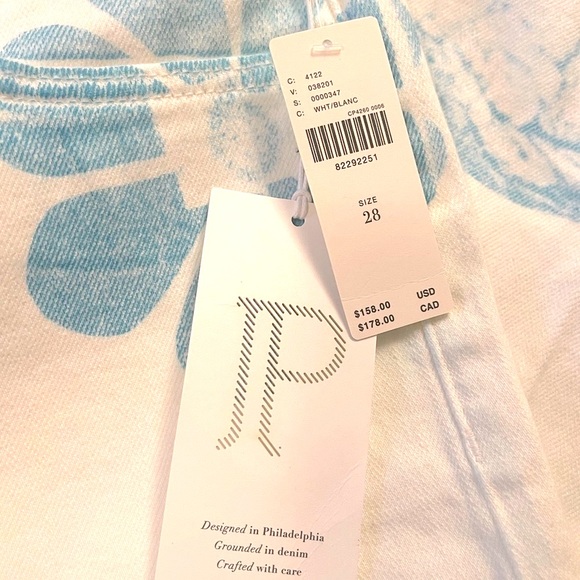 C: 4122
V: 038201
S: 0000347
C: WHT/BLANC
CP4260 0006
82292251
SIZE
28
$158.00 USD
$178.00 CAD
P
Designed in Philadelphia
Grounded in denim
Crafted with care